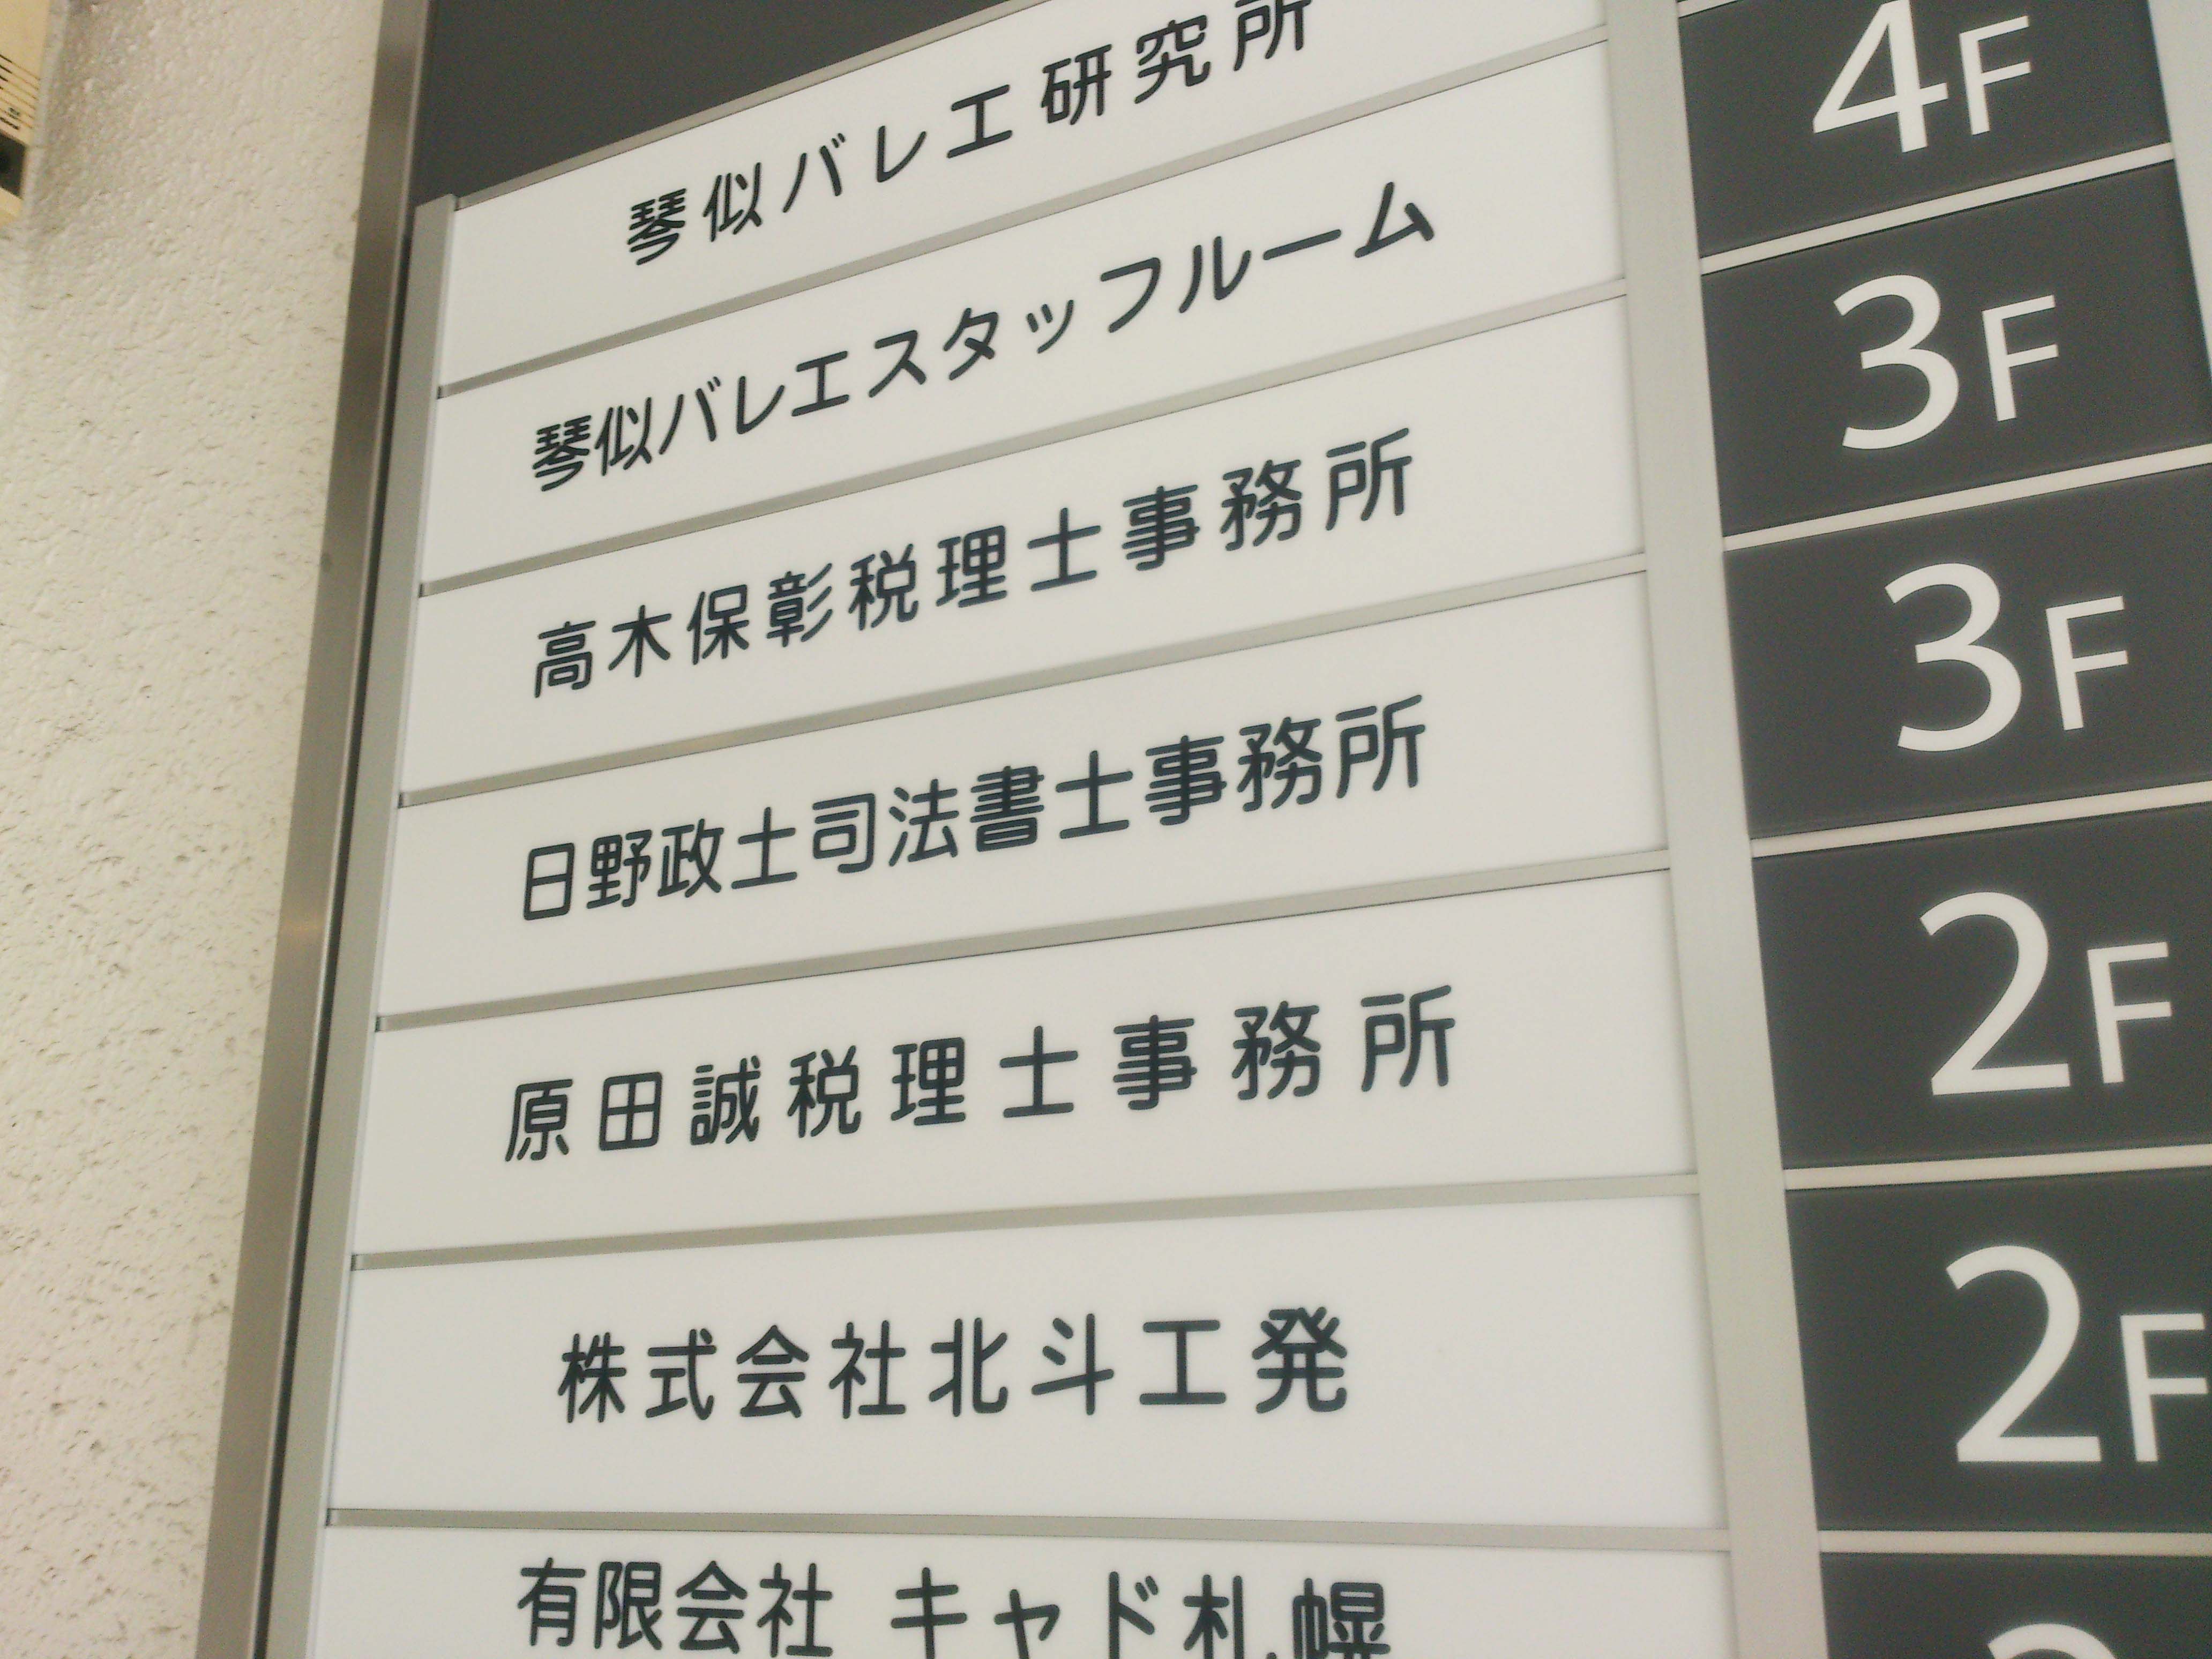 琴似バレエ研究所 4F
琴似バレエスタッフルーム 3F
高木保彰税理士事務所 3F
日野政士司法書士事務所 2F
原田誠税理士事務所 2F
株式会社北斗工発
有限会社 キャド札幌